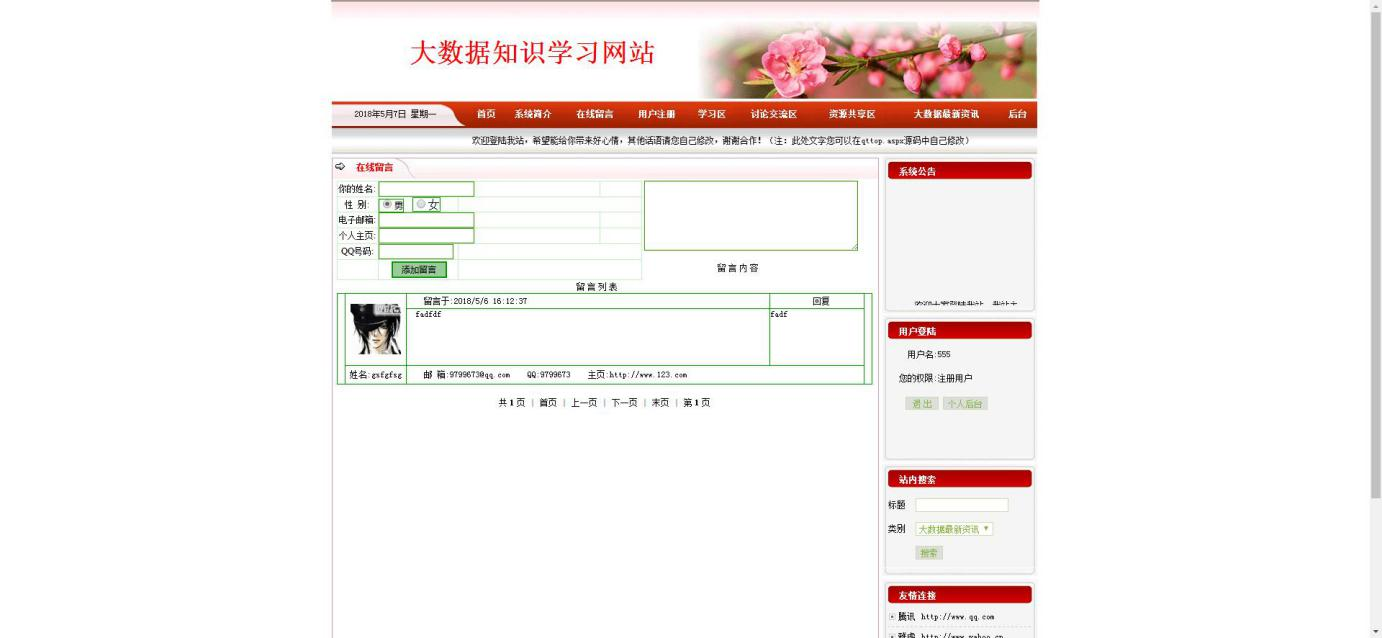 大数据知识学习网站
2018年5月7日 星期一 首页 系统简介 在线留言 用户注册 学习区 讨论交流区 资源共享区 大数据最新资讯 后台
欢迎登陆我站，希望能给你带来好心情，其他话语请您自己修改，谢谢合作！（注：此处文字您可以在qttop.aspx源码中自己修改）
在线留言
你的姓名:
性 别: 男 女
电子邮箱:
个人主页:
QQ号码:
添加留言
留言内容
留言列表
留言于:2018/5/6 16:12:37 回复
fadfdf fadf
姓名:gsfgfsg 邮 箱:9799673@qq.com QQ:9799673 主页:http://www.123.com
共 1 页 | 首页 | 上一页 | 下一页 | 末页 | 第 1 页
系统公告
用户登陆
用户名:555
您的权限:注册用户
退 出 个人后台
站内搜索
标题
类别 大数据最新资讯
搜索
友情连接
腾讯 http://www.qq.com